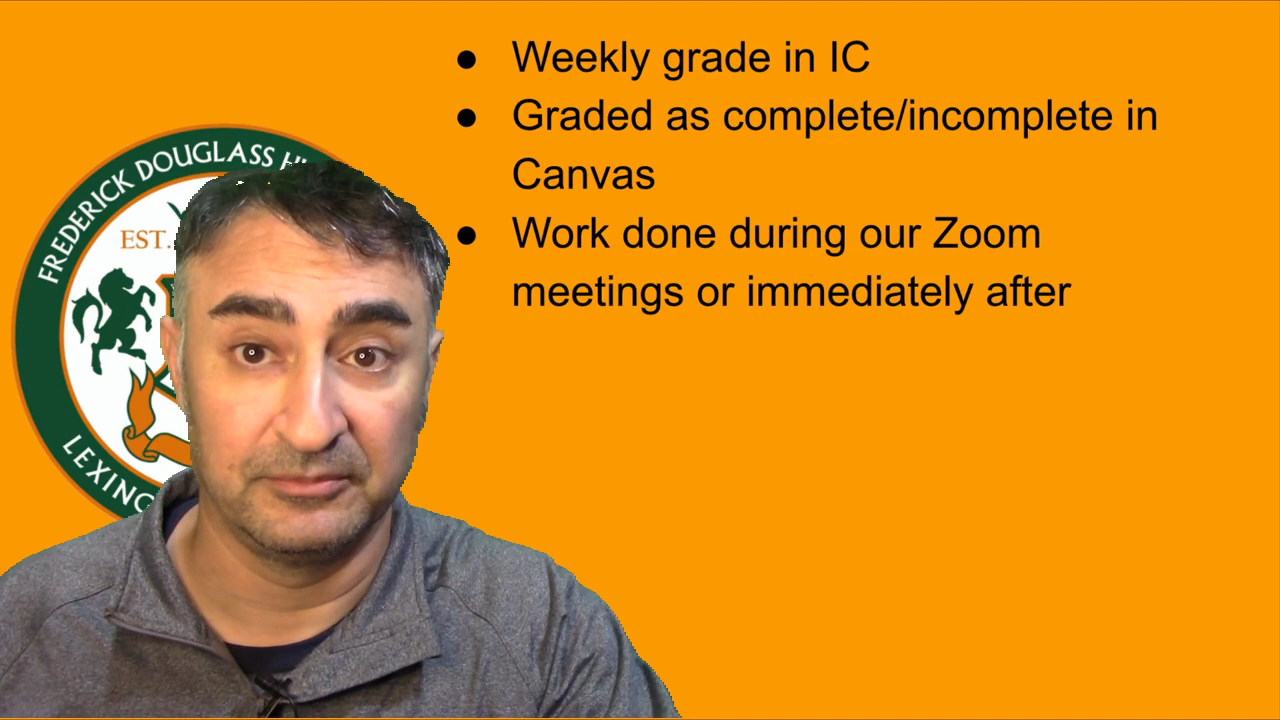 ● Weekly grade in IC
● Graded as complete/incomplete in
Canvas
● Work done during our Zoom
meetings or immediately after
FREDERICK DOUGLASS
EST.